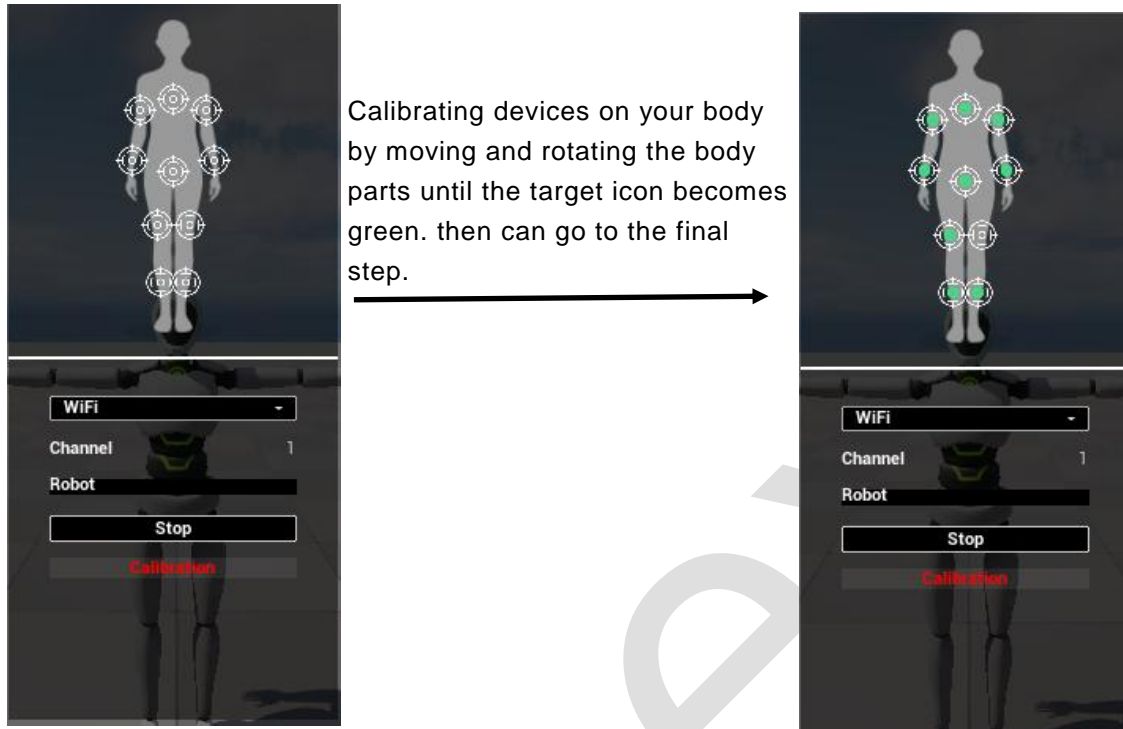 Calibrating devices on your body
by moving and rotating the body
parts until the target icon becomes
green. then can go to the final
step.
WiFi
Channel 1
Robot
Stop
Calibration
WiFi
Channel 1
Robot
Stop
Calibration